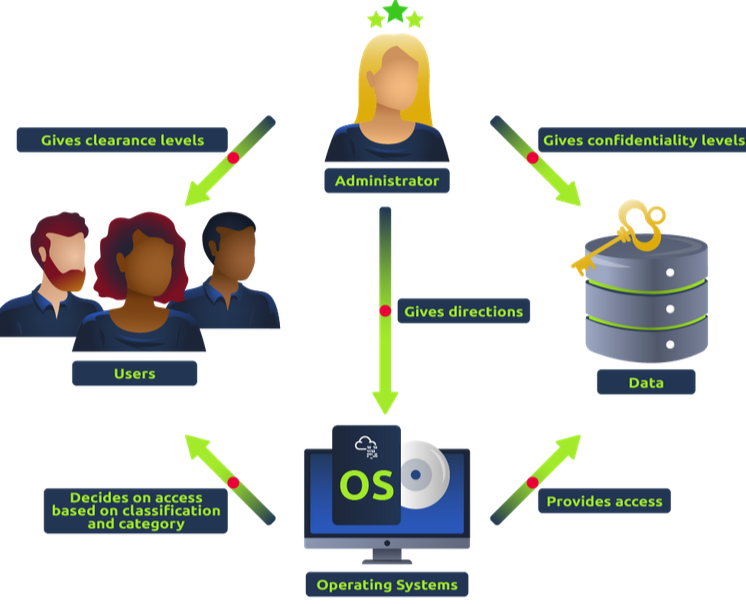 Gives clearance levels
Gives confidentiality levels
Administrator
Gives directions
Users
Data
OS
Decides on access
based on classification
and category
Provides access
Operating Systems